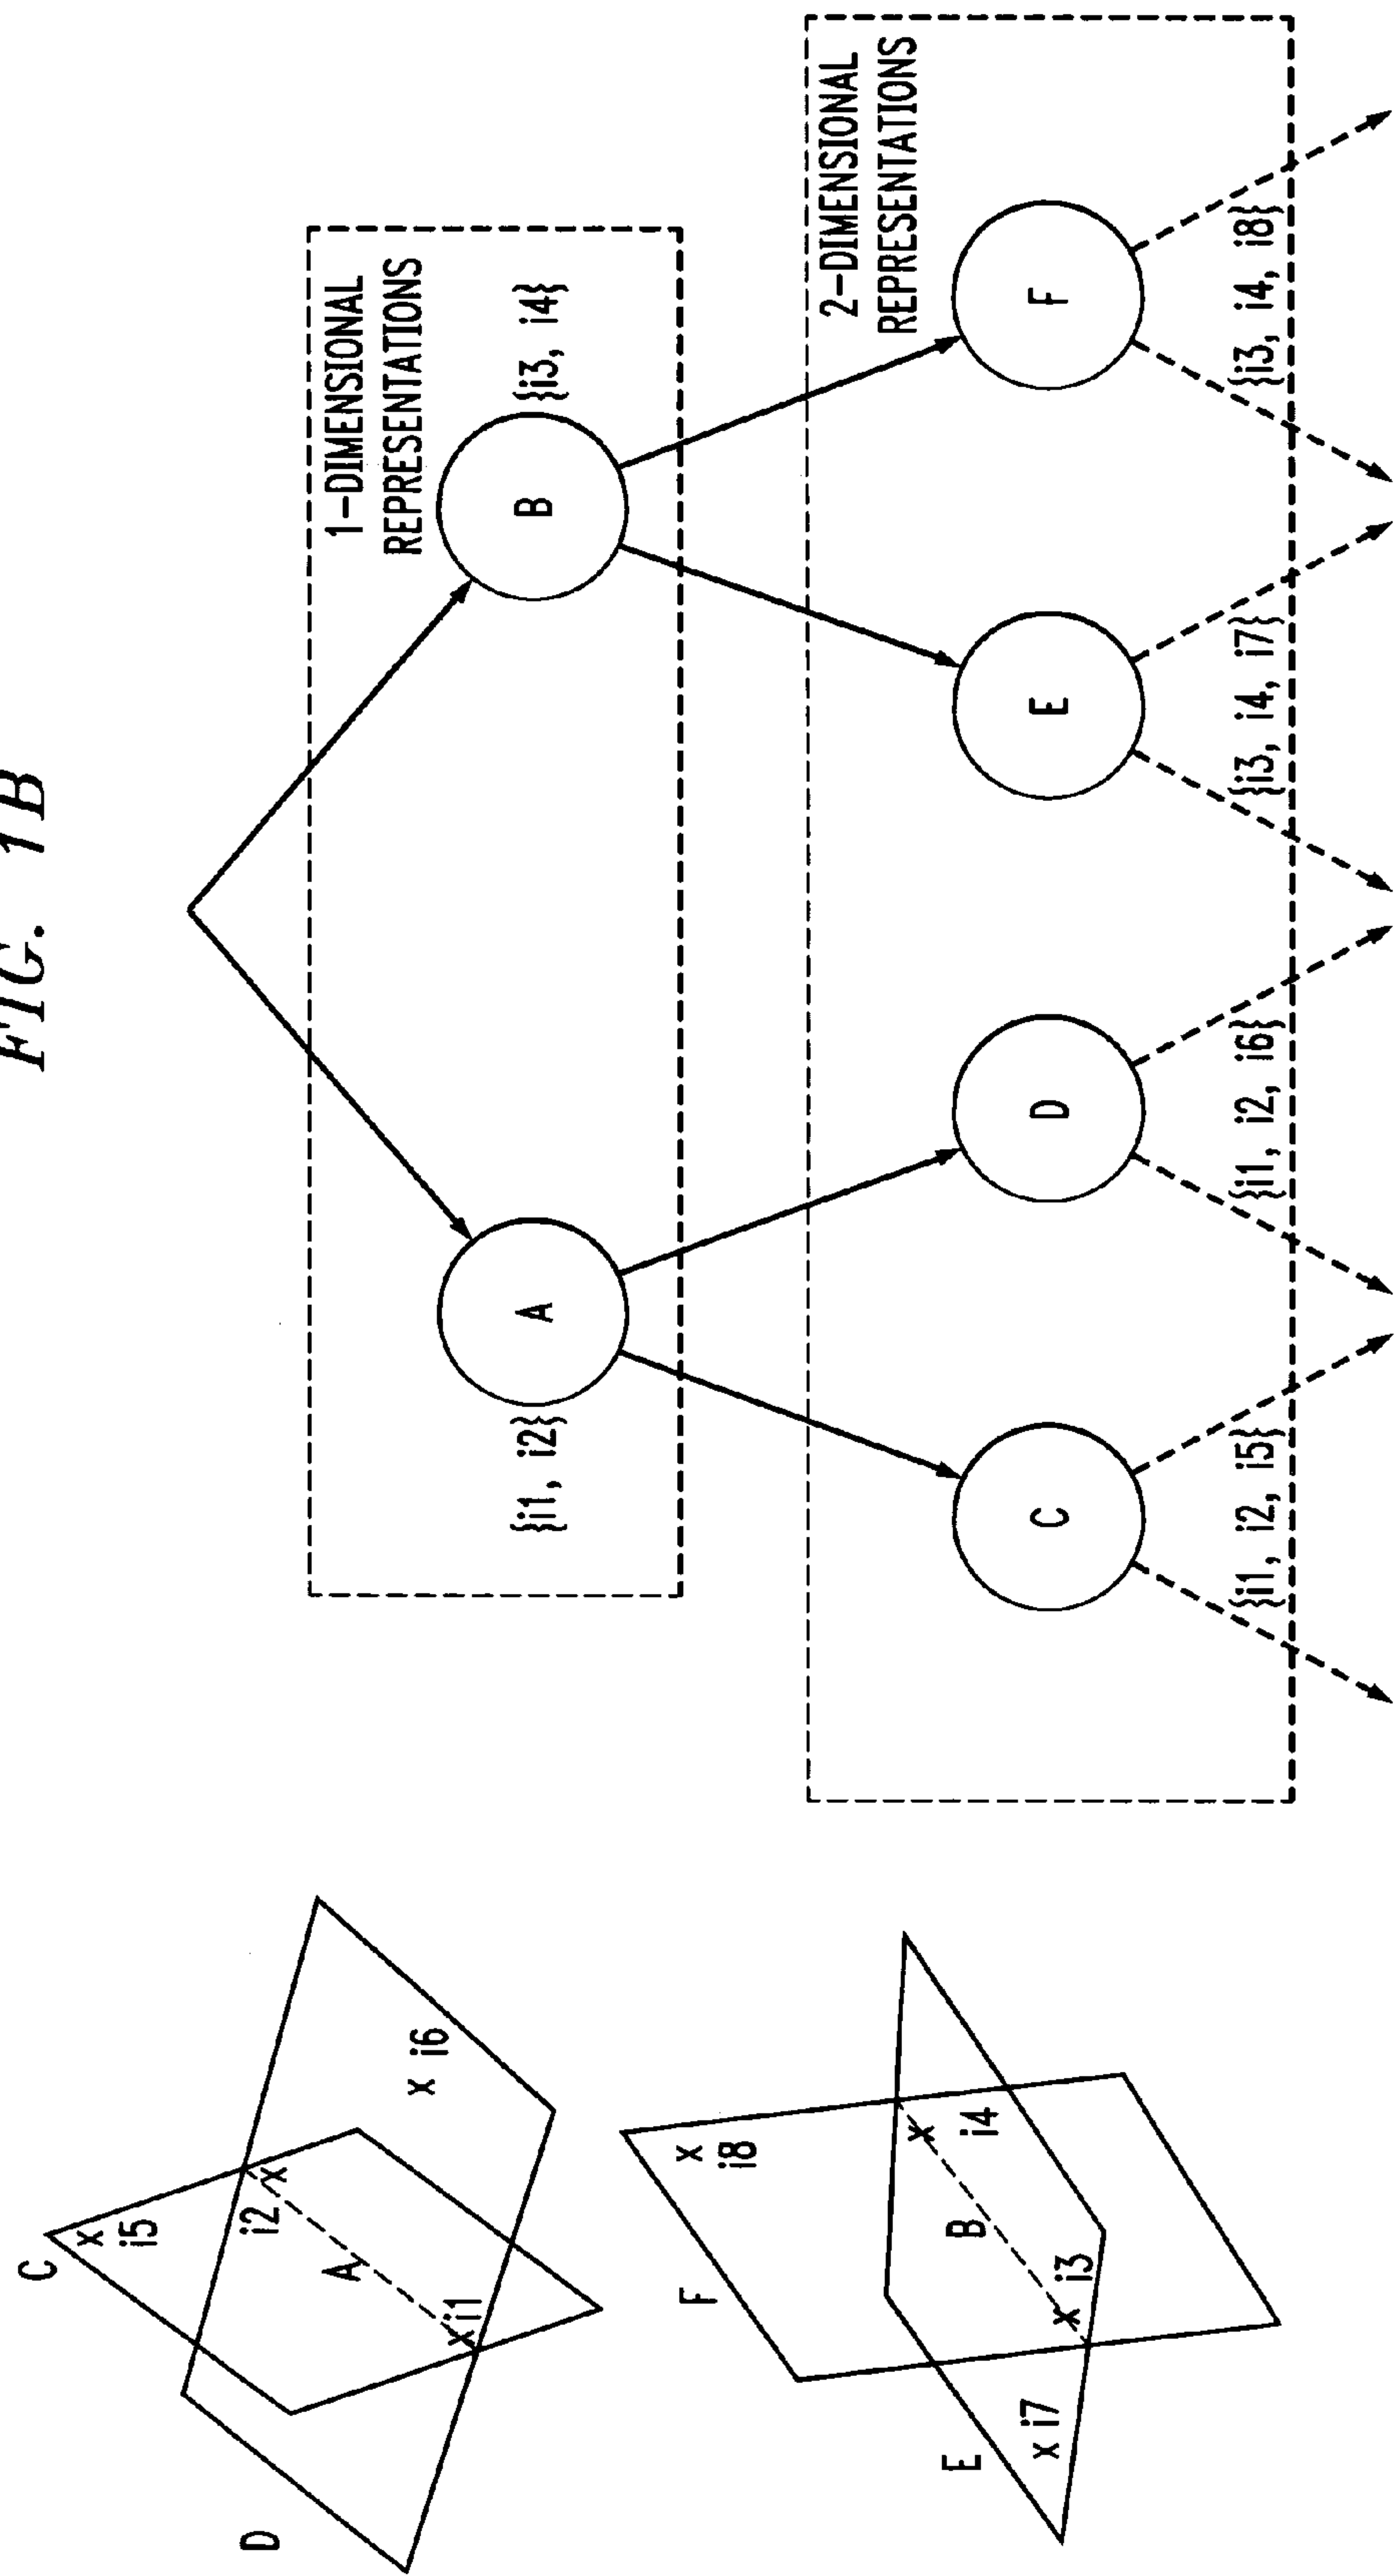 FIG. 1B
C
x
i5
D
i2
x
A
x
i1
x
i6
F
x
i8
x
i4
B
x
i3
E
x
i7
1-DIMENSIONAL
REPRESENTATIONS
{i1, i2}
A
B
{i3, i4}
2-DIMENSIONAL
REPRESENTATIONS
C
D
E
F
{i1, i2, i5}
{i1, i2, i6}
{i3, i4, i7}
{i3, i4, i8}